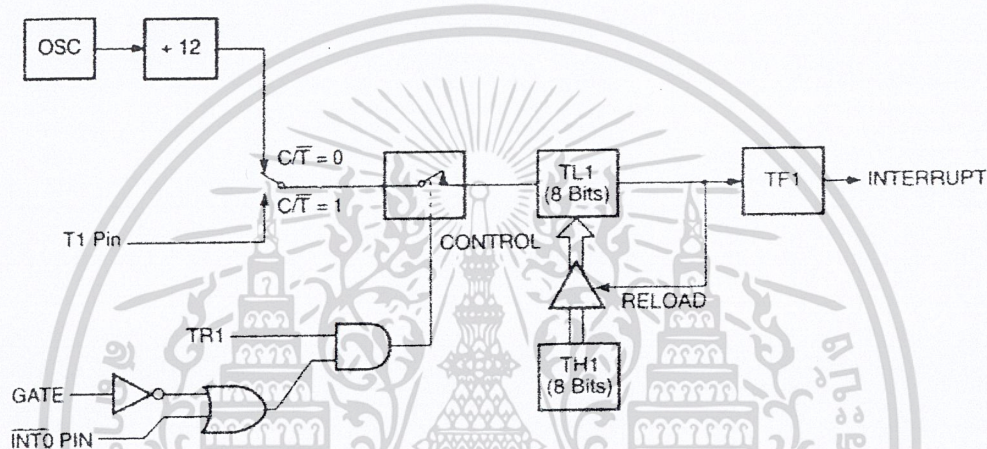 OSC
÷ 12
C/T̅ = 0
C/T̅ = 1
T1 Pin
CONTROL
TL1
(8 Bits)
TF1
INTERRUPT
RELOAD
TH1
(8 Bits)
TR1
GATE
I̅N̅T̅0̅ PIN